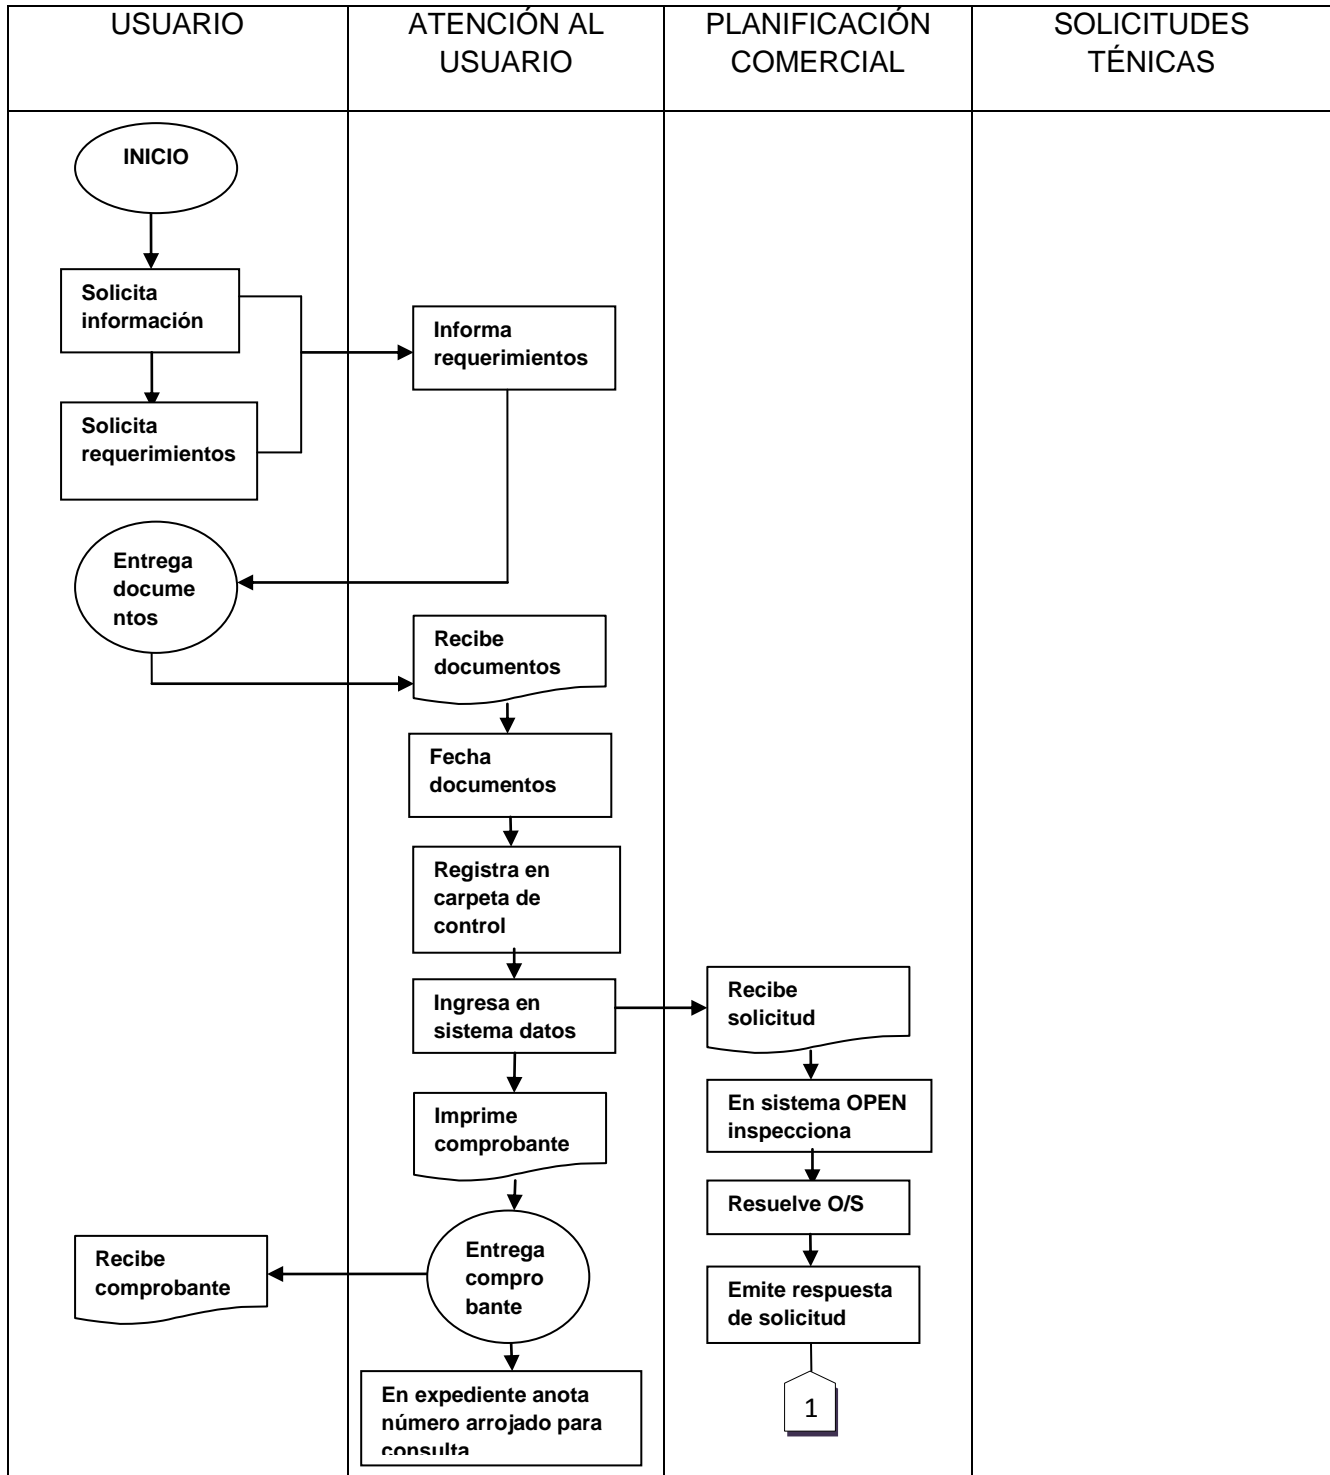 USUARIO
ATENCIÓN AL
USUARIO
PLANIFICACIÓN
COMERCIAL
SOLICITUDES
TÉNICAS
INICIO
Solicita
información
Informa
requerimientos
Solicita
requerimientos
Entrega
docume
ntos
Recibe
documentos
Fecha
documentos
Registra en
carpeta de
control
Ingresa en
sistema datos
Recibe
solicitud
Imprime
comprobante
En sistema OPEN
inspecciona
Resuelve O/S
Entrega
compro
bante
Recibe
comprobante
Emite respuesta
de solicitud
En expediente anota
número arrojado para
consulta
1